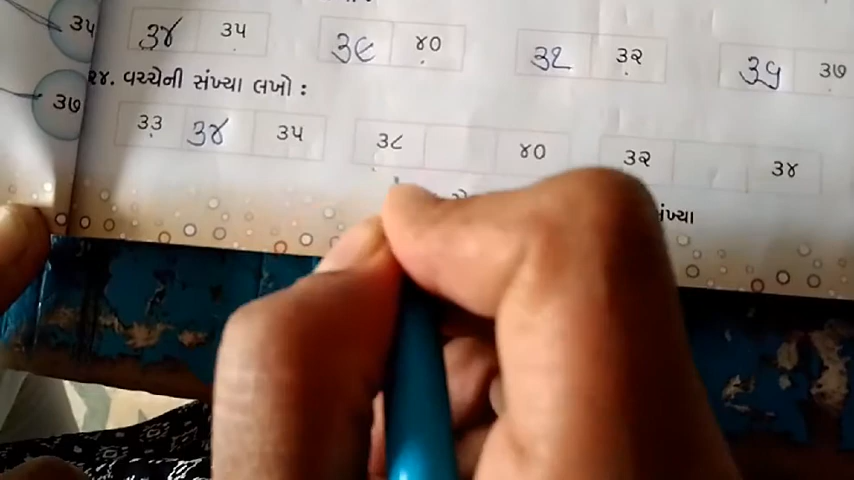 ૩૫ ૩૪ ૩૫ ૩૯ ૪૦ ૩૧ ૩૨ ૩૬ ૩૭
૨૪. વચ્ચેની સંખ્યા લખો :
૩૭
૩૩ ૩૪ ૩૫ ૩૮ ૪૦ ૩૨ ૩૪